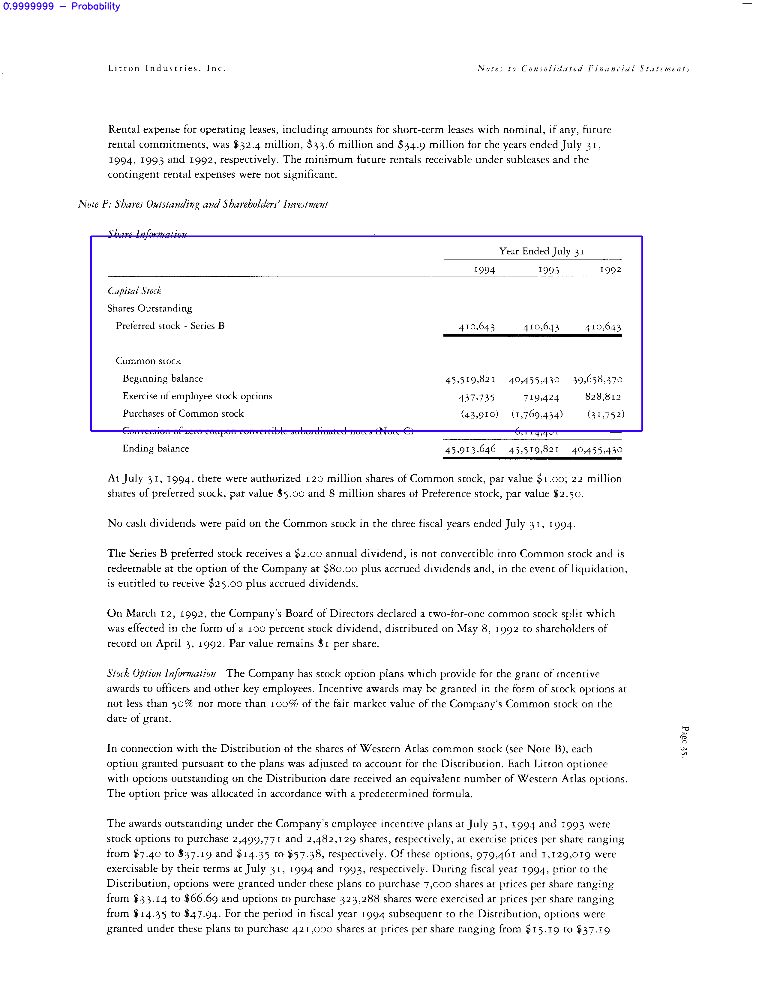 0.9999999 - Probability
Litton Industries, Inc. Notes to Consolidated Financial Statements
Rental expense for operating leases, including amounts for short-term leases with nominal, if any, future
rental commitments, was $32.4 million, $33.6 million and $34.9 million for the years ended July 31,
1994, 1993 and 1992, respectively. The minimum future rentals receivable under subleases and the
contingent rental expenses were not significant.
Note F: Shares Outstanding and Shareholders' Investment
Share Information
Year Ended July 31
1994 1993 1992
Capital Stock
Shares Outstanding
Preferred stock - Series B 410,643 410,643 410,643
Common stock
Beginning balance 45,519,821 40,455,430 39,658,370
Exercise of employee stock options 437,735 719,424 828,812
Purchases of Common stock (43,910) (1,769,434) (31,752)
Conversion of zero coupon convertible subordinated notes (Note C) —
Ending balance 45,913,646 45,519,821 40,455,430
At July 31, 1994, there were authorized 120 million shares of Common stock, par value $1.00; 22 million
shares of preferred stock, par value $5.00 and 8 million shares of Preference stock, par value $2.50.
No cash dividends were paid on the Common stock in the three fiscal years ended July 31, 1994.
The Series B preferred stock receives a $2.00 annual dividend, is not convertible into Common stock and is
redeemable at the option of the Company at $80.00 plus accrued dividends and, in the event of liquidation,
is entitled to receive $25.00 plus accrued dividends.
On March 12, 1992, the Company's Board of Directors declared a two-for-one common stock split which
was effected in the form of a 100 percent stock dividend, distributed on May 8, 1992 to shareholders of
record on April 3, 1992. Par value remains $1 per share.
Stock Option Information The Company has stock option plans which provide for the grant of incentive
awards to officers and other key employees. Incentive awards may be granted in the form of stock options at
not less than 50% nor more than 100% of the fair market value of the Company's Common stock on the
date of grant.
Page 35
In connection with the Distribution of the shares of Western Atlas common stock (see Note B), each
option granted pursuant to the plans was adjusted to account for the Distribution. Each Litton optionee
with options outstanding on the Distribution date received an equivalent number of Western Atlas options.
The option price was allocated in accordance with a predetermined formula.
The awards outstanding under the Company's employee incentive plans at July 31, 1994 and 1993 were
stock options to purchase 2,499,771 and 2,482,129 shares, respectively, at exercise prices per share ranging
from $7.40 to $37.19 and $14.35 to $57.38, respectively. Of these options, 979,461 and 1,129,019 were
exercisable by their terms at July 31, 1994 and 1993, respectively. During fiscal year 1994, prior to the
Distribution, options were granted under these plans to purchase 7,000 shares at prices per share ranging
from $33.14 to $66.69 and options to purchase 323,288 shares were exercised at prices per share ranging
from $14.35 to $47.94. For the period in fiscal year 1994 subsequent to the Distribution, options were
granted under these plans to purchase 421,000 shares at prices per share ranging from $15.19 to $37.19